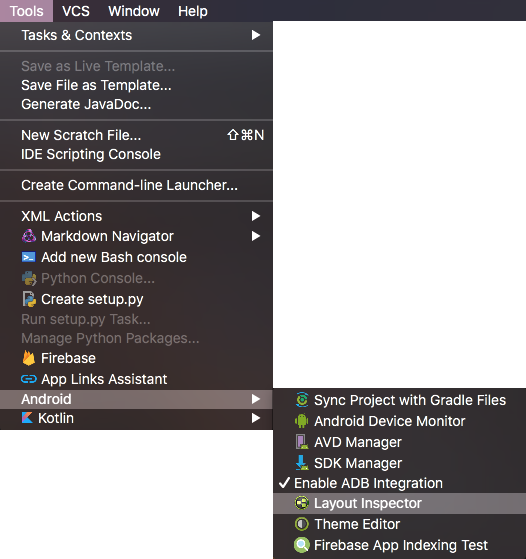 Tools VCS Window Help
Tasks & Contexts
Save as Live Template...
Save File as Template...
Generate JavaDoc...
New Scratch File... ⇧⌘N
IDE Scripting Console
Create Command-line Launcher...
XML Actions
Markdown Navigator
Add new Bash console
Python Console...
Create setup.py
Run setup.py Task...
Manage Python Packages...
Firebase
App Links Assistant
Android
Kotlin
Sync Project with Gradle Files
Android Device Monitor
AVD Manager
SDK Manager
✓ Enable ADB Integration
Layout Inspector
Theme Editor
Firebase App Indexing Test